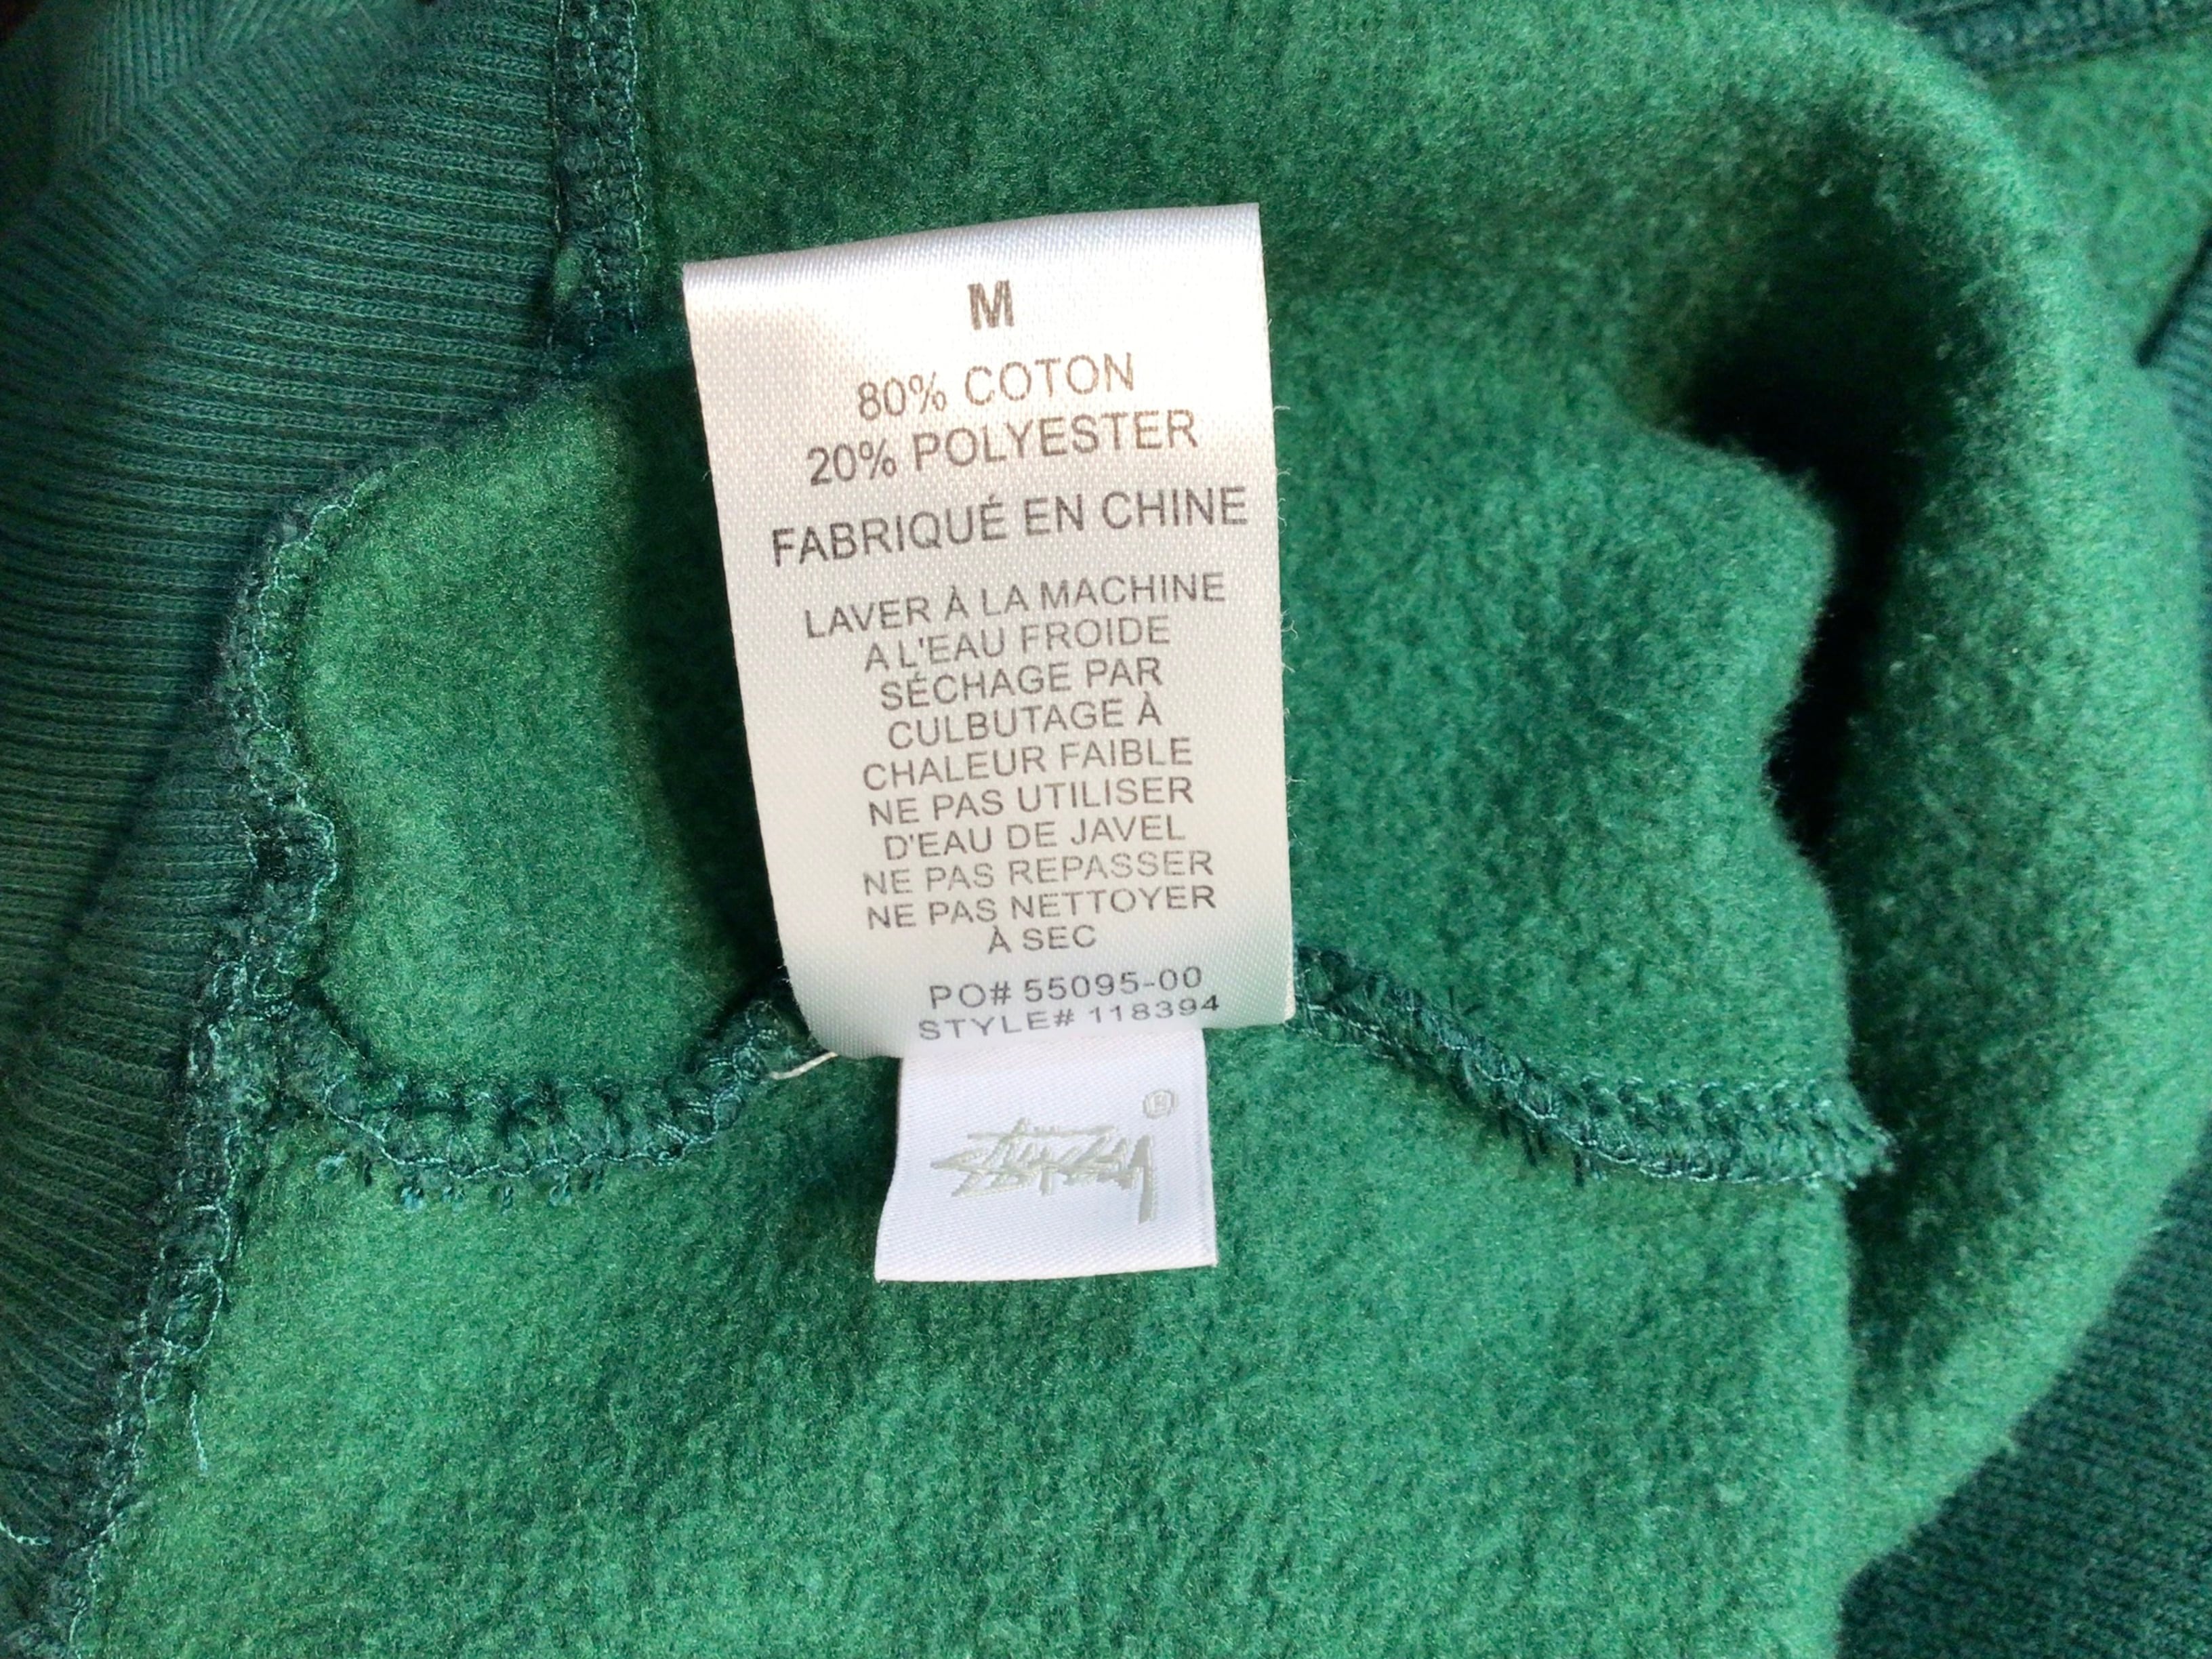 M
80% COTON
20% POLYESTER
FABRIQUÉ EN CHINE
LAVER À LA MACHINE
A L'EAU FROIDE
SÉCHAGE PAR
CULBUTAGE À
CHALEUR FAIBLE
NE PAS UTILISER
D'EAU DE JAVEL
NE PAS REPASSER
NE PAS NETTOYER
À SEC
PO# 55095-00
STYLE# 118394
Stüssy ®